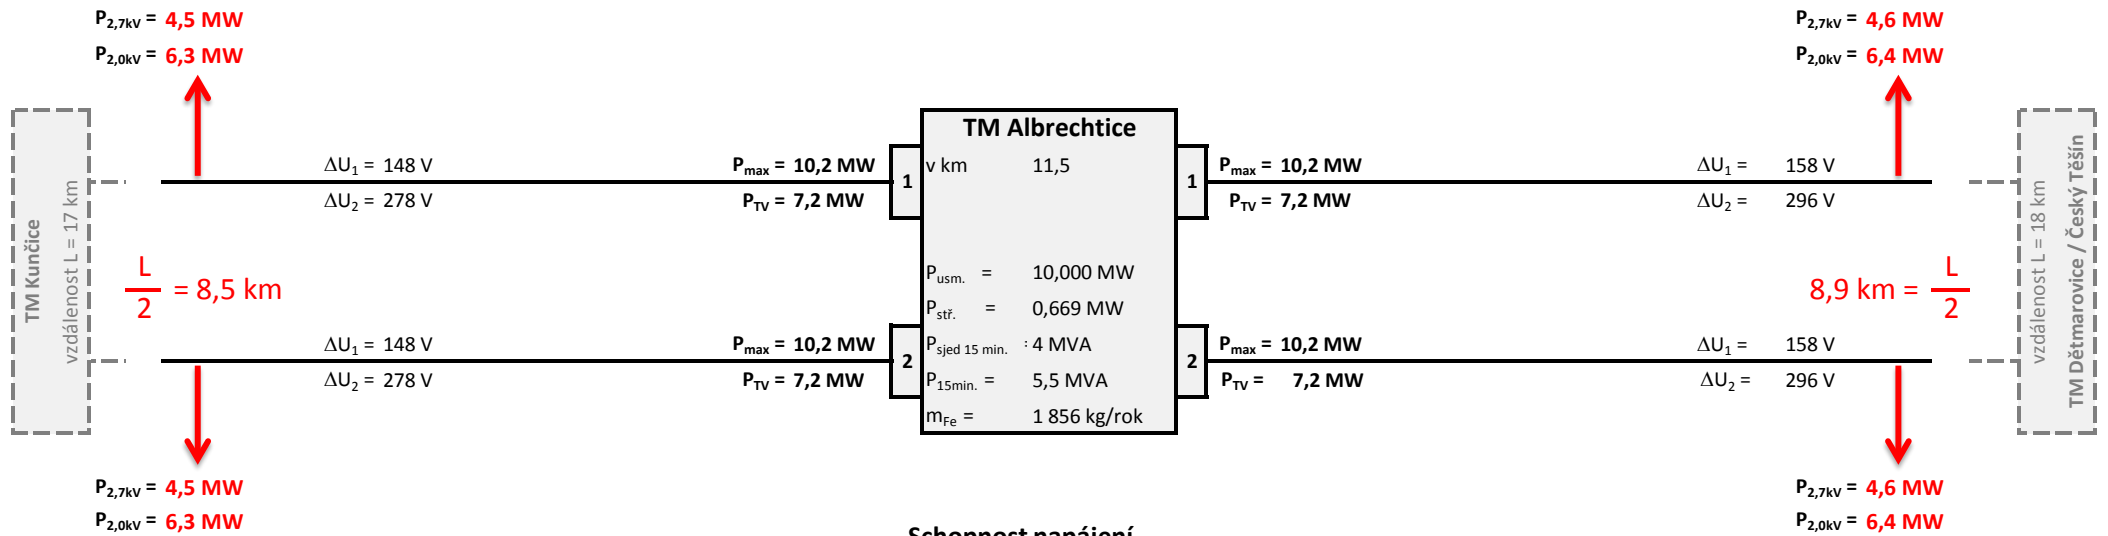 P2,7kV = 4,5 MW
P2,0kV = 6,3 MW
P2,7kV = 4,6 MW
P2,0kV = 6,4 MW
TM Kunčice
vzdálenost L = 17 km
ΔU1 = 148 V
ΔU2 = 278 V
Pmax = 10,2 MW
PTV = 7,2 MW
1
TM Albrechtice
v km 11,5
1
Pmax = 10,2 MW
PTV = 7,2 MW
ΔU1 = 158 V
ΔU2 = 296 V
vzdálenost L = 18 km
TM Dětmarovice / Český Těšín
L
2
= 8,5 km
Pusm. = 10,000 MW
Pstř. = 0,669 MW
Psjed 15 min. : 4 MVA
P15min. = 5,5 MVA
mFe = 1 856 kg/rok
8,9 km =
L
2
ΔU1 = 148 V
ΔU2 = 278 V
Pmax = 10,2 MW
PTV = 7,2 MW
2
2
Pmax = 10,2 MW
PTV = 7,2 MW
ΔU1 = 158 V
ΔU2 = 296 V
P2,7kV = 4,5 MW
P2,0kV = 6,3 MW
P2,7kV = 4,6 MW
P2,0kV = 6,4 MW
Schopnost napájení